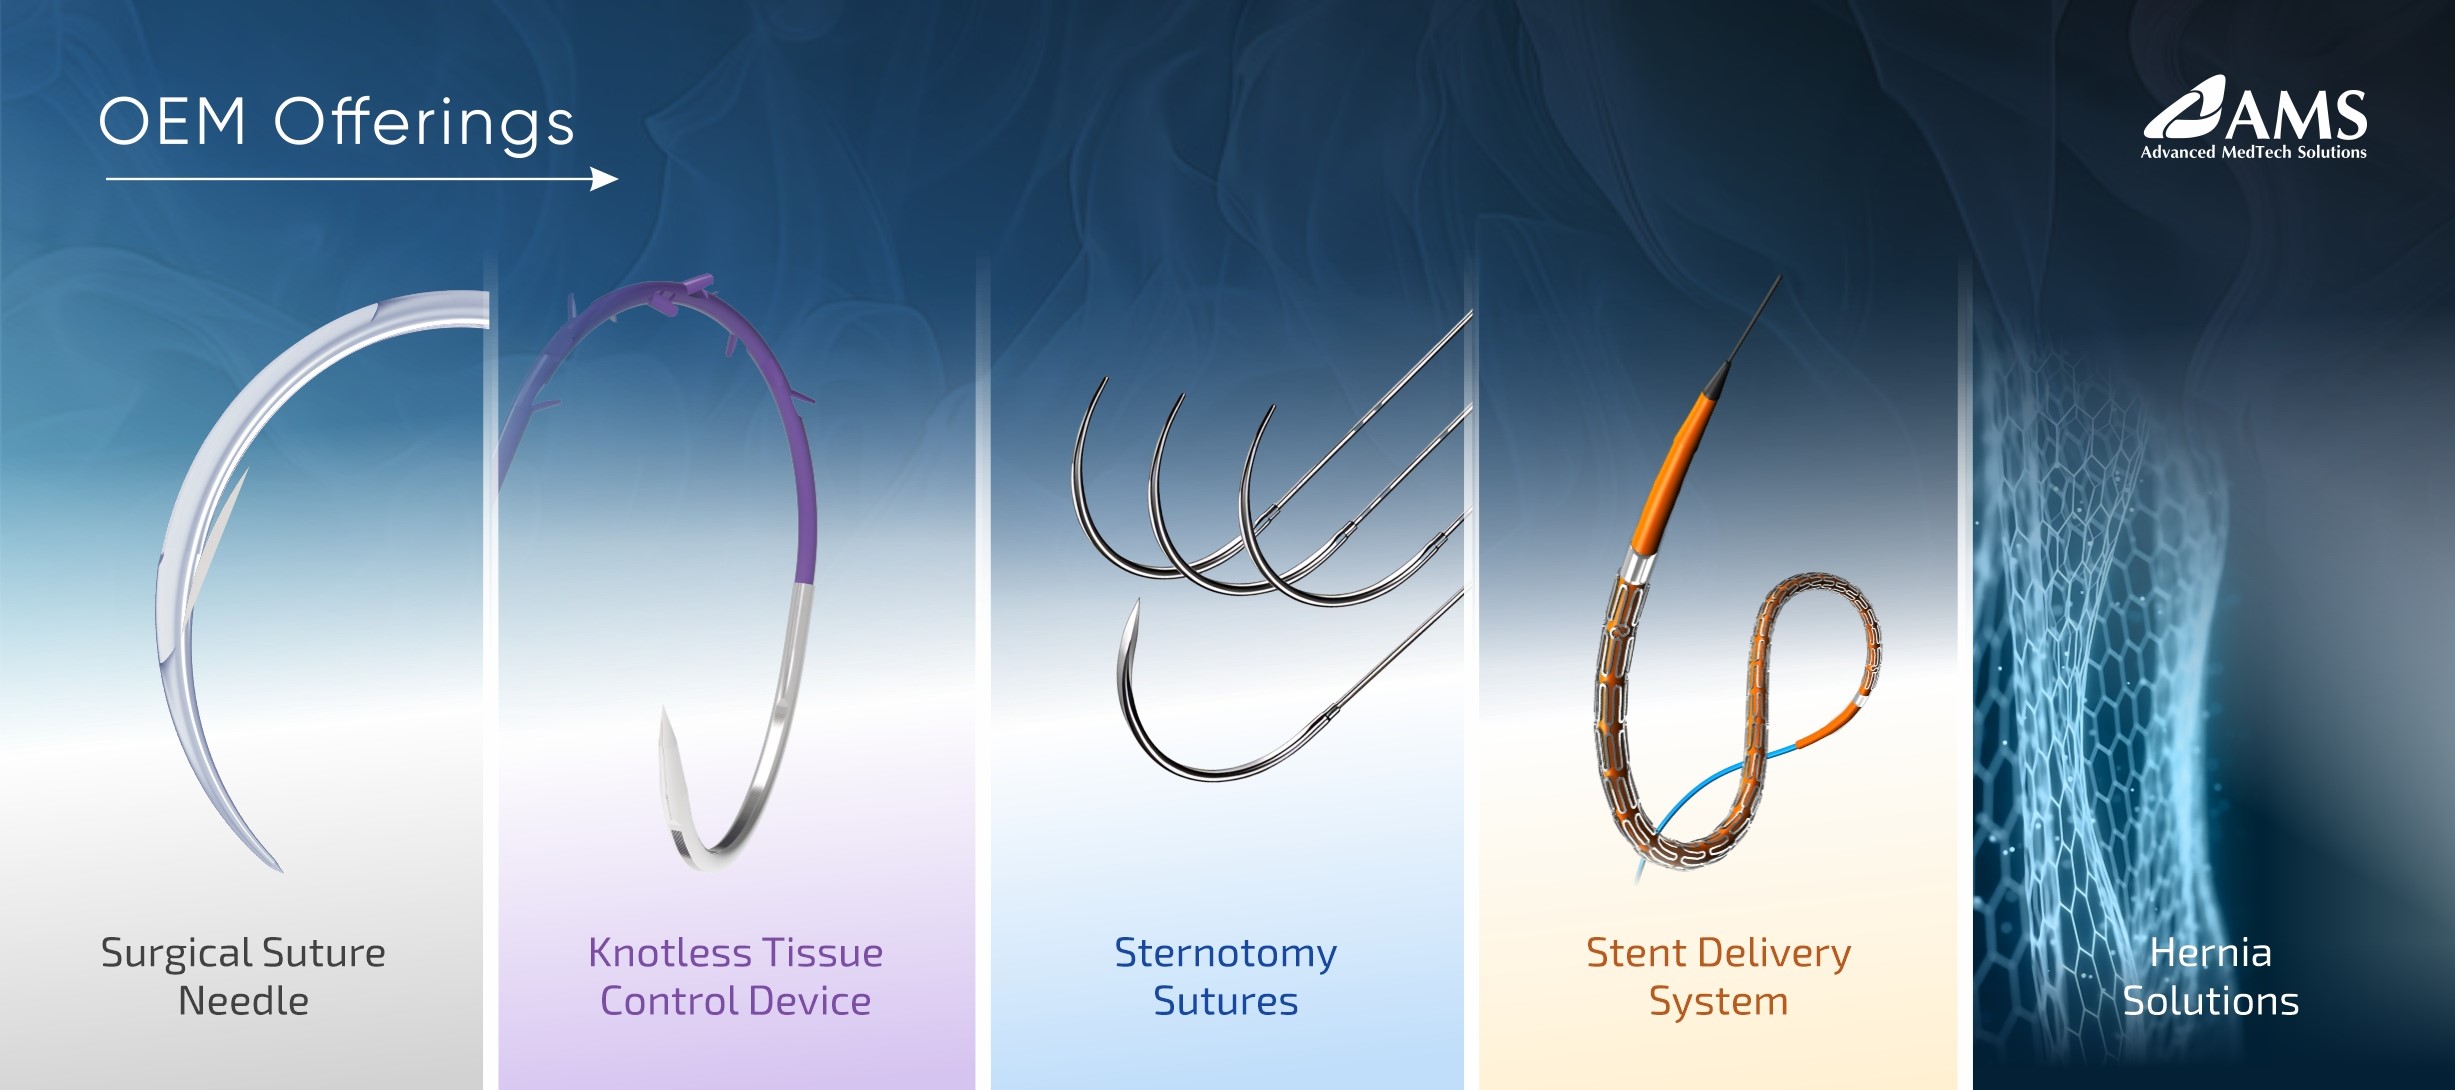 OEM Offerings
AMS
Advanced MedTech Solutions
Surgical Suture
Needle
Knotless Tissue
Control Device
Sternotomy
Sutures
Stent Delivery
System
Hernia
Solutions